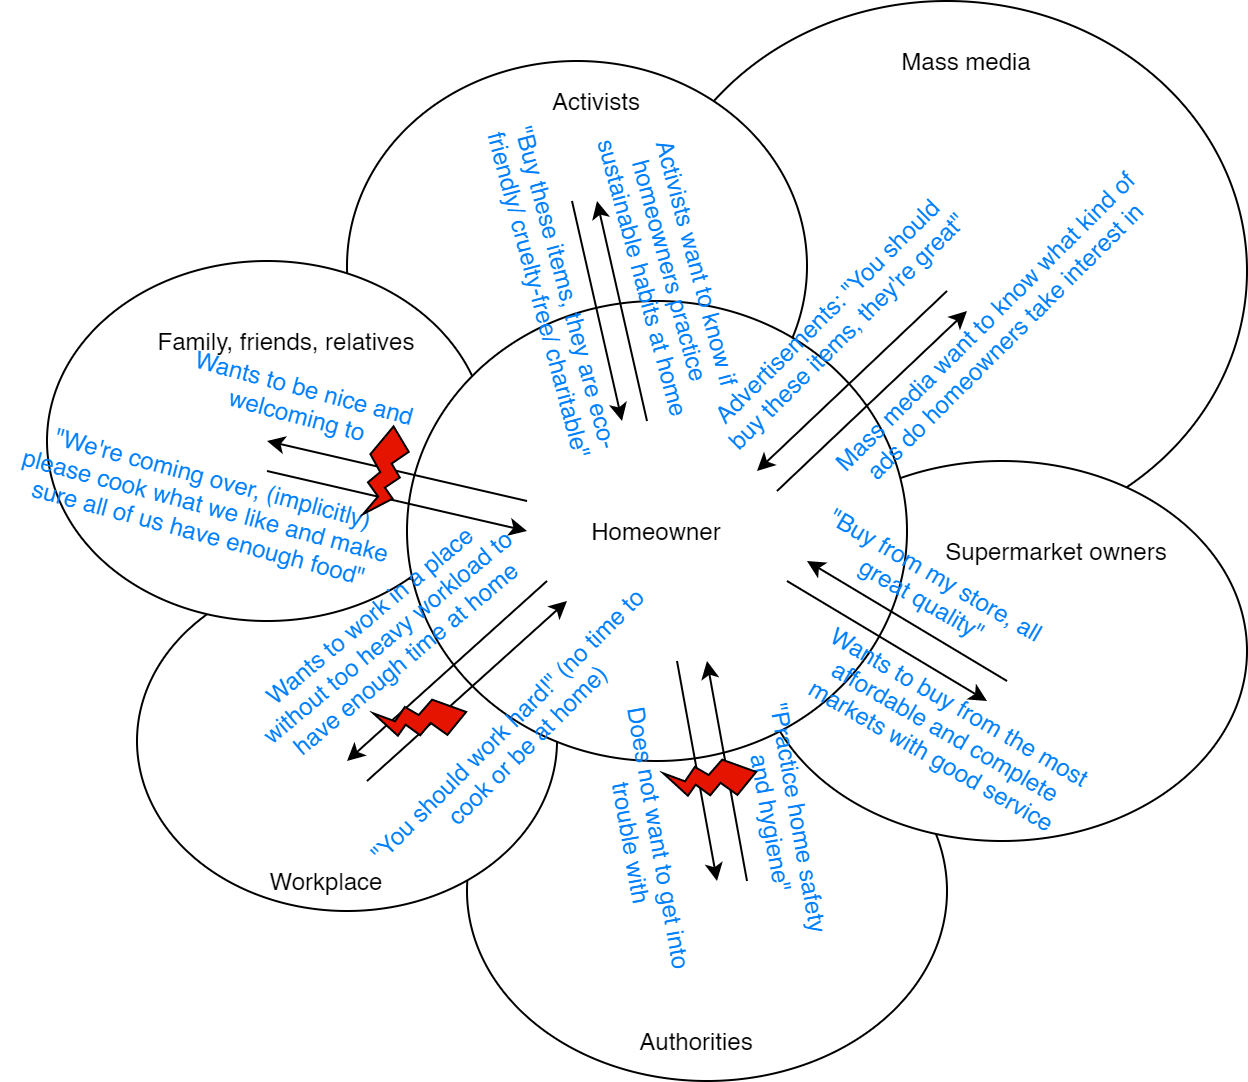 Mass media
Activists
"Buy these items, they are eco-
friendly/ cruelty-free/ charitable"
Activists want to know if
homeowners practice
sustainable habits at home
Advertisements: "You should
buy these items, they're great"
Mass media want to know what kind of
ads do homeowners take interest in
Family, friends, relatives
Wants to be nice and
welcoming to
"We're coming over, (implicitly)
please cook what we like and make
sure all of us have enough food"
Homeowner
Supermarket owners
"Buy from my store, all
great quality"
Wants to buy from the most
affordable and complete
markets with good service
Wants to work in a place
without too heavy workload to
have enough time at home
"You should work hard!" (no time to
cook or be at home)
Workplace
Does not want to get into
trouble with
"Practice home safety
and hygiene"
Authorities